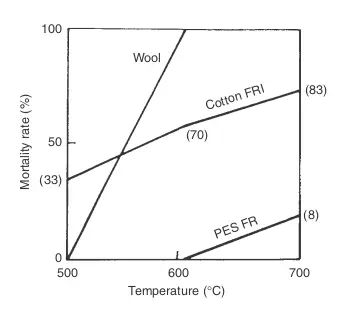 100
Wool
Cotton FRI
(83)
(70)
50
Mortality rate (%)
(33)
PES FR
(8)
0
500
600
700
Temperature (°C)